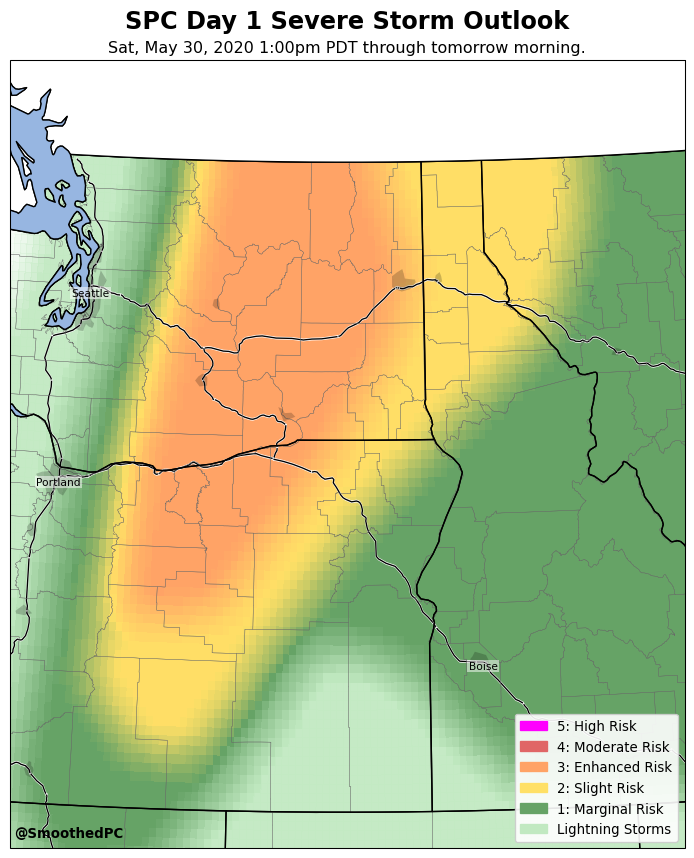 SPC Day 1 Severe Storm Outlook
Sat, May 30, 2020 1:00pm PDT through tomorrow morning.
Seattle
Portland
Boise
5: High Risk
4: Moderate Risk
3: Enhanced Risk
2: Slight Risk
1: Marginal Risk
Lightning Storms
@SmoothedPC